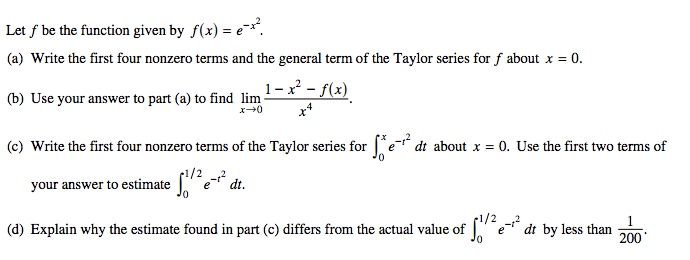 Let f be the function given by f(x) = e^{-x^2}.
(a) Write the first four nonzero terms and the general term of the Taylor series for f about x = 0.
(b) Use your answer to part (a) to find \lim_{x→0} \frac{1 - x^2 - f(x)}{x^4}.
(c) Write the first four nonzero terms of the Taylor series for \int_0^x e^{-t^2} dt about x = 0. Use the first two terms of
your answer to estimate \int_0^{1/2} e^{-t^2} dt.
(d) Explain why the estimate found in part (c) differs from the actual value of \int_0^{1/2} e^{-t^2} dt by less than \frac{1}{200}.